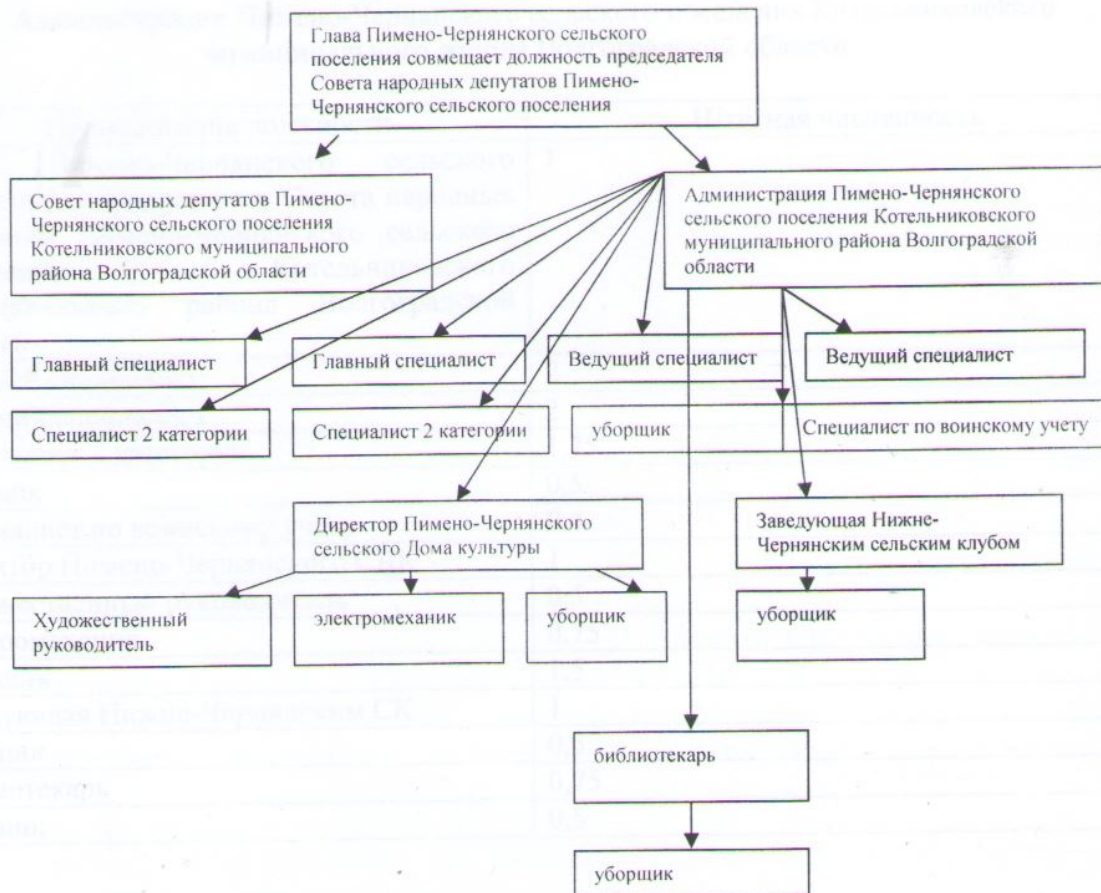 Глава Пимено-Чернянского сельского
поселения совмещает должность председателя
Совета народных депутатов Пимено-
Чернянского сельского поселения
Совет народных депутатов Пимено-
Чернянского сельского поселения
Котельниковского муниципального
района Волгоградской области
Администрация Пимено-Чернянского
сельского поселения Котельниковского
муниципального района Волгоградской
области
Главный специалист
Главный специалист
Ведущий специалист
Ведущий специалист
Специалист 2 категории
Специалист 2 категории
уборщик
Специалист по воинскому учету
Директор Пимено-Чернянского
сельского Дома культуры
Заведующая Нижне-
Чернянским сельским клубом
Художественный
руководитель
электромеханик
уборщик
уборщик
библиотекарь
уборщик